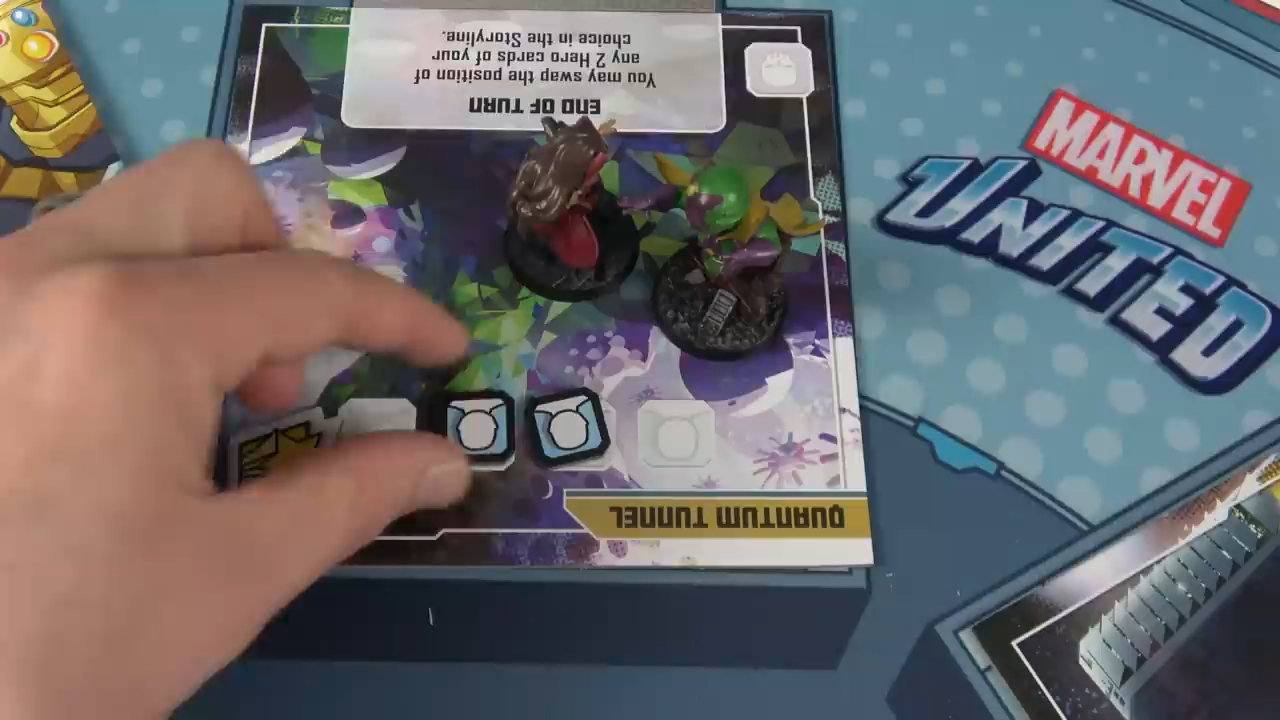 END OF TURN
You may swap the position of
any 2 Hero cards of your
choice in the Storyline.
QUANTUM TUNNEL
MARVEL
UNITED